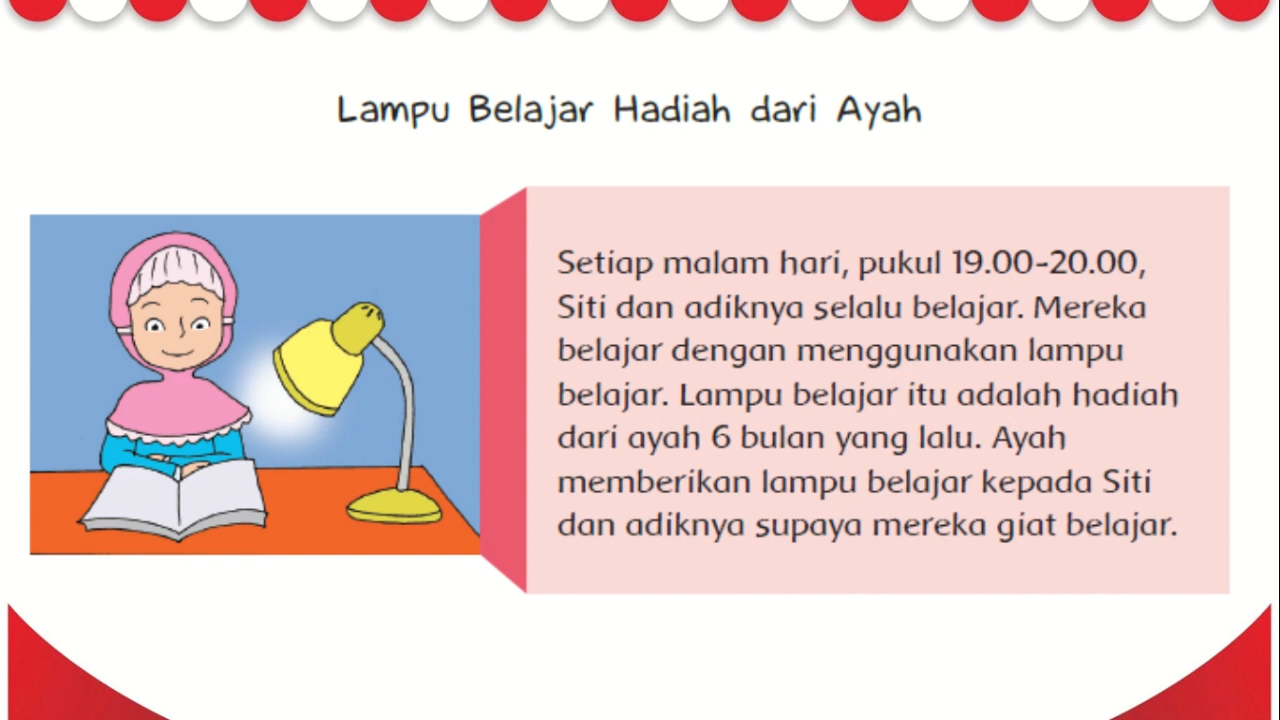 Lampu Belajar Hadiah dari Ayah
Setiap malam hari, pukul 19.00-20.00,
Siti dan adiknya selalu belajar. Mereka
belajar dengan menggunakan lampu
belajar. Lampu belajar itu adalah hadiah
dari ayah 6 bulan yang lalu. Ayah
memberikan lampu belajar kepada Siti
dan adiknya supaya mereka giat belajar.